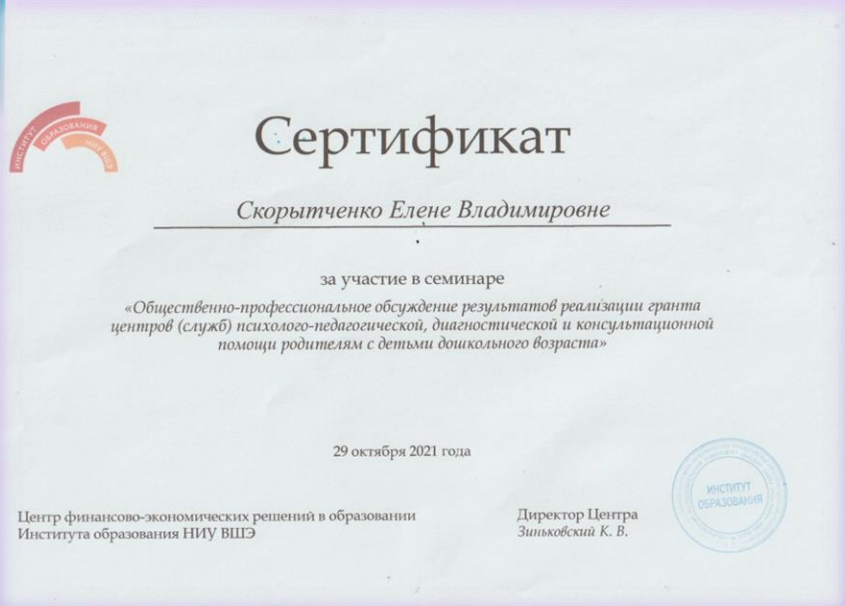 ИНСТИТУТ
ОБРАЗОВАНИЯ
НИУ ВШЭ
Сертификат
Скорытченко Елене Владимировне
за участие в семинаре
«Общественно-профессиональное обсуждение результатов реализации гранта
центров (служб) психолого-педагогической, диагностической и консультационной
помощи родителям с детьми дошкольного возраста»
29 октября 2021 года
Центр финансово-экономических решений в образовании
Института образования НИУ ВШЭ
Директор Центра
Зиньковский К. В.
ИНСТИТУТ
ОБРАЗОВАНИЯ